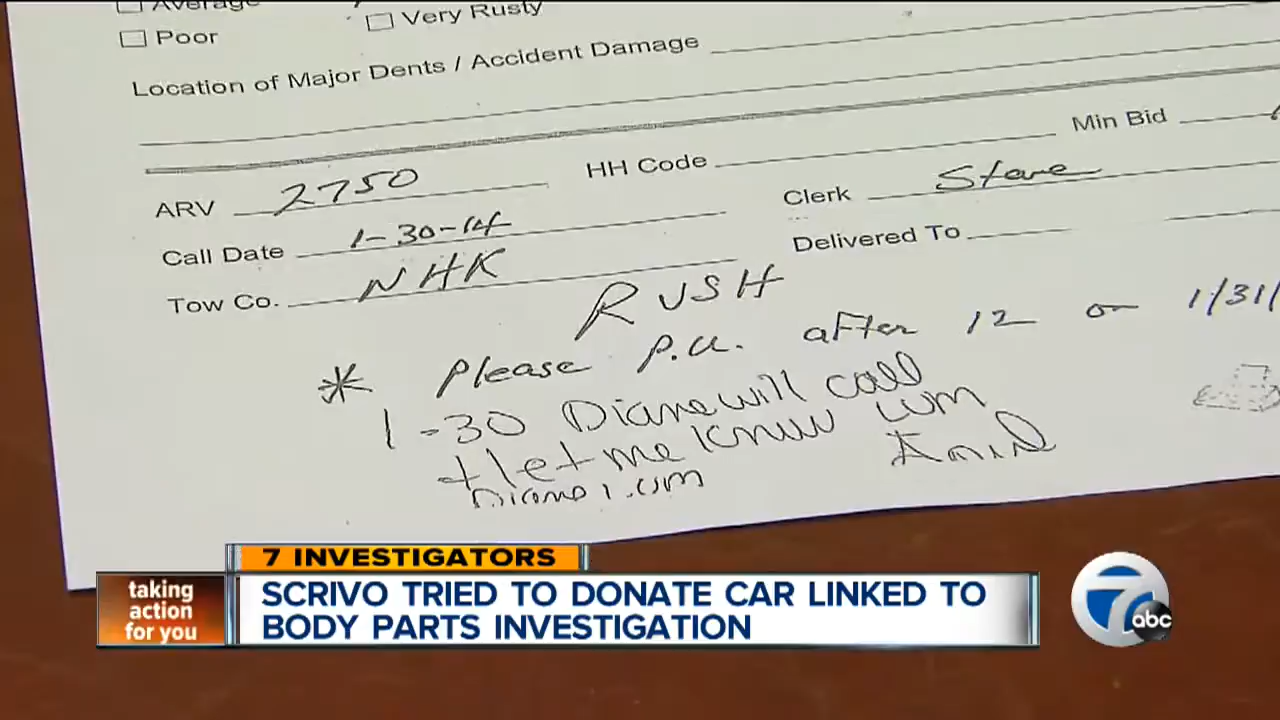 Average
Very Rusty
Poor
Location of Major Dents / Accident Damage
Min Bid
HH Code
ARV 2750
Clerk Steve
Call Date 1-30-14
Delivered To
Tow Co. NHK
RUSH
* Please P.U. after 12 on 1/31/
1-30 Diane will call
+ let me know LVM
7 INVESTIGATORS
taking
action
for you
SCRIVO TRIED TO DONATE CAR LINKED TO
BODY PARTS INVESTIGATION
7 abc